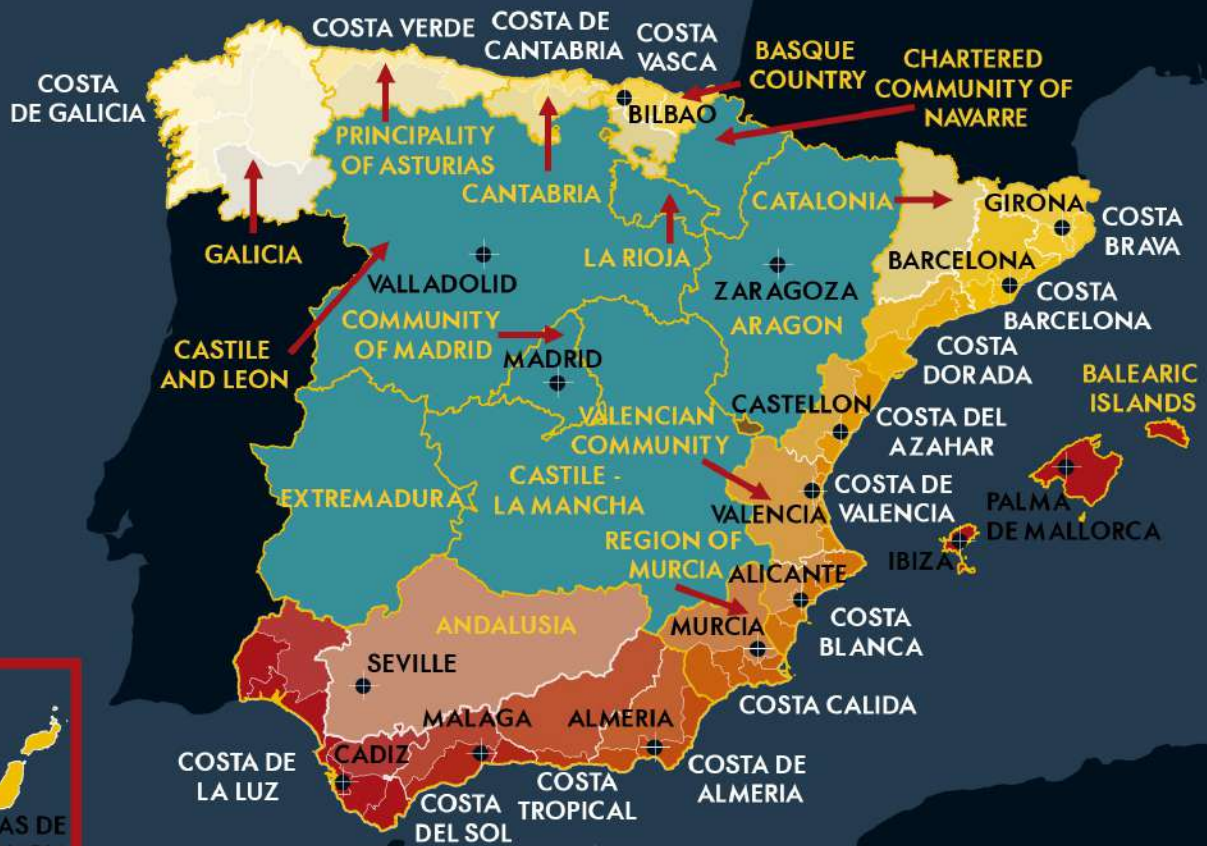 COSTA VERDE
COSTA DE
CANTABRIA
COSTA
VASCA
BASQUE
COUNTRY
CHARTERED
COMMUNITY OF
NAVARRE
COSTA
DE GALICIA
BILBAO
PRINCIPALITY
OF ASTURIAS
CANTABRIA
CATALONIA
GIRONA
COSTA
BRAVA
GALICIA
VALLADOLID
LA RIOJA
ZARAGOZA
ARAGON
BARCELONA
COSTA
BARCELONA
CASTILE
AND LEON
COMMUNITY
OF MADRID
MADRID
COSTA
DORADA
BALEARIC
ISLANDS
CASTELLON
COSTA DEL
AZAHAR
VALENCIAN
COMMUNITY
EXTREMADURA
CASTILE -
LA MANCHA
VALENCIA
COSTA DE
VALENCIA
PALMA
DE MALLORCA
IBIZA
REGION OF
MURCIA
ALICANTE
COSTA
BLANCA
ANDALUSIA
MURCIA
SEVILLE
COSTA CALIDA
MALAGA
ALMERIA
CADIZ
COSTA DE
LA LUZ
COSTA
DEL SOL
COSTA
TROPICAL
COSTA DE
ALMERIA
AS DE